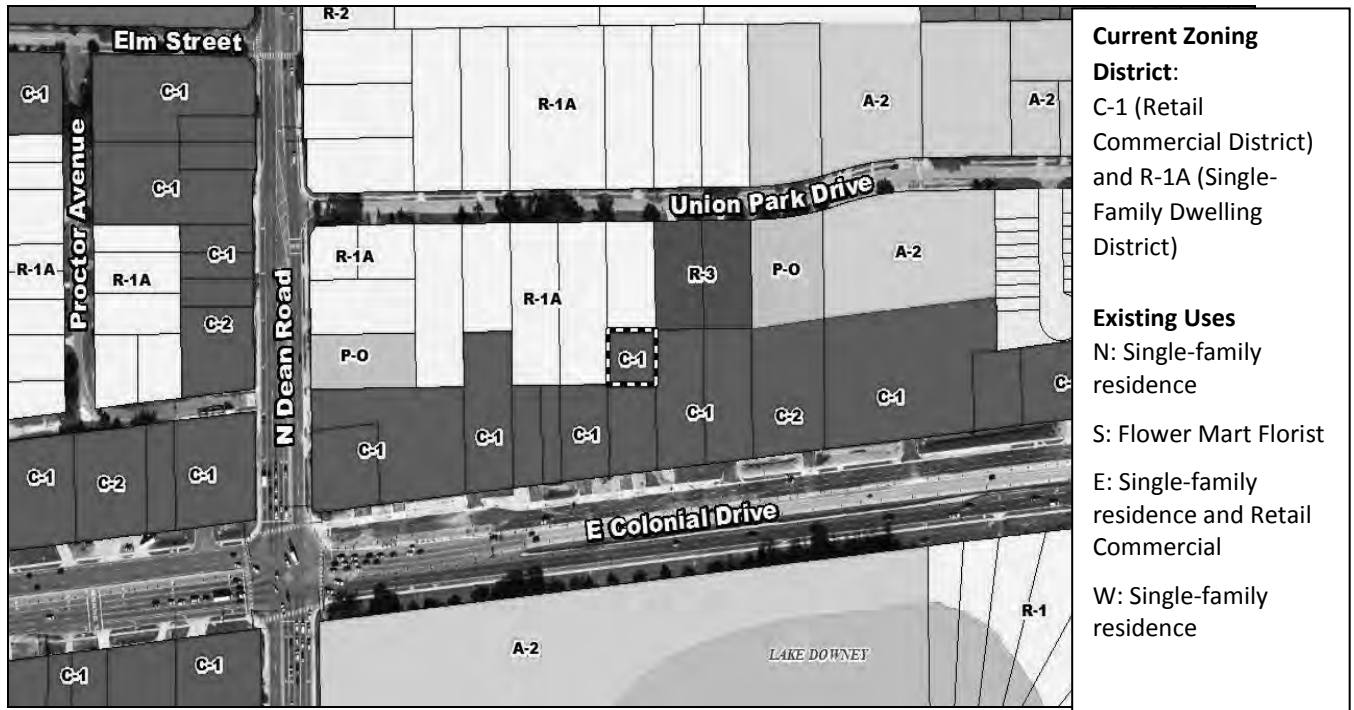 R-2
Elm Street
C-1
C-1
R-1A
A-2
A-2
C-1
Proctor Avenue
Union Park Drive
C-1
R-1A
R-3
P-O
A-2
R-1A
R-1A
N Dean Road
R-1A
C-2
P-O
C-1
C-1
C-2
C-1
C-1
C-1
C-1
C-1
C-2
C-1
E Colonial Drive
R-1
A-2
LAKE DOWNEY
C-1
C-1
Current Zoning
District:
C-1 (Retail
Commercial District)
and R-1A (Single-
Family Dwelling
District)
Existing Uses
N: Single-family
residence
S: Flower Mart Florist
E: Single-family
residence and Retail
Commercial
W: Single-family
residence